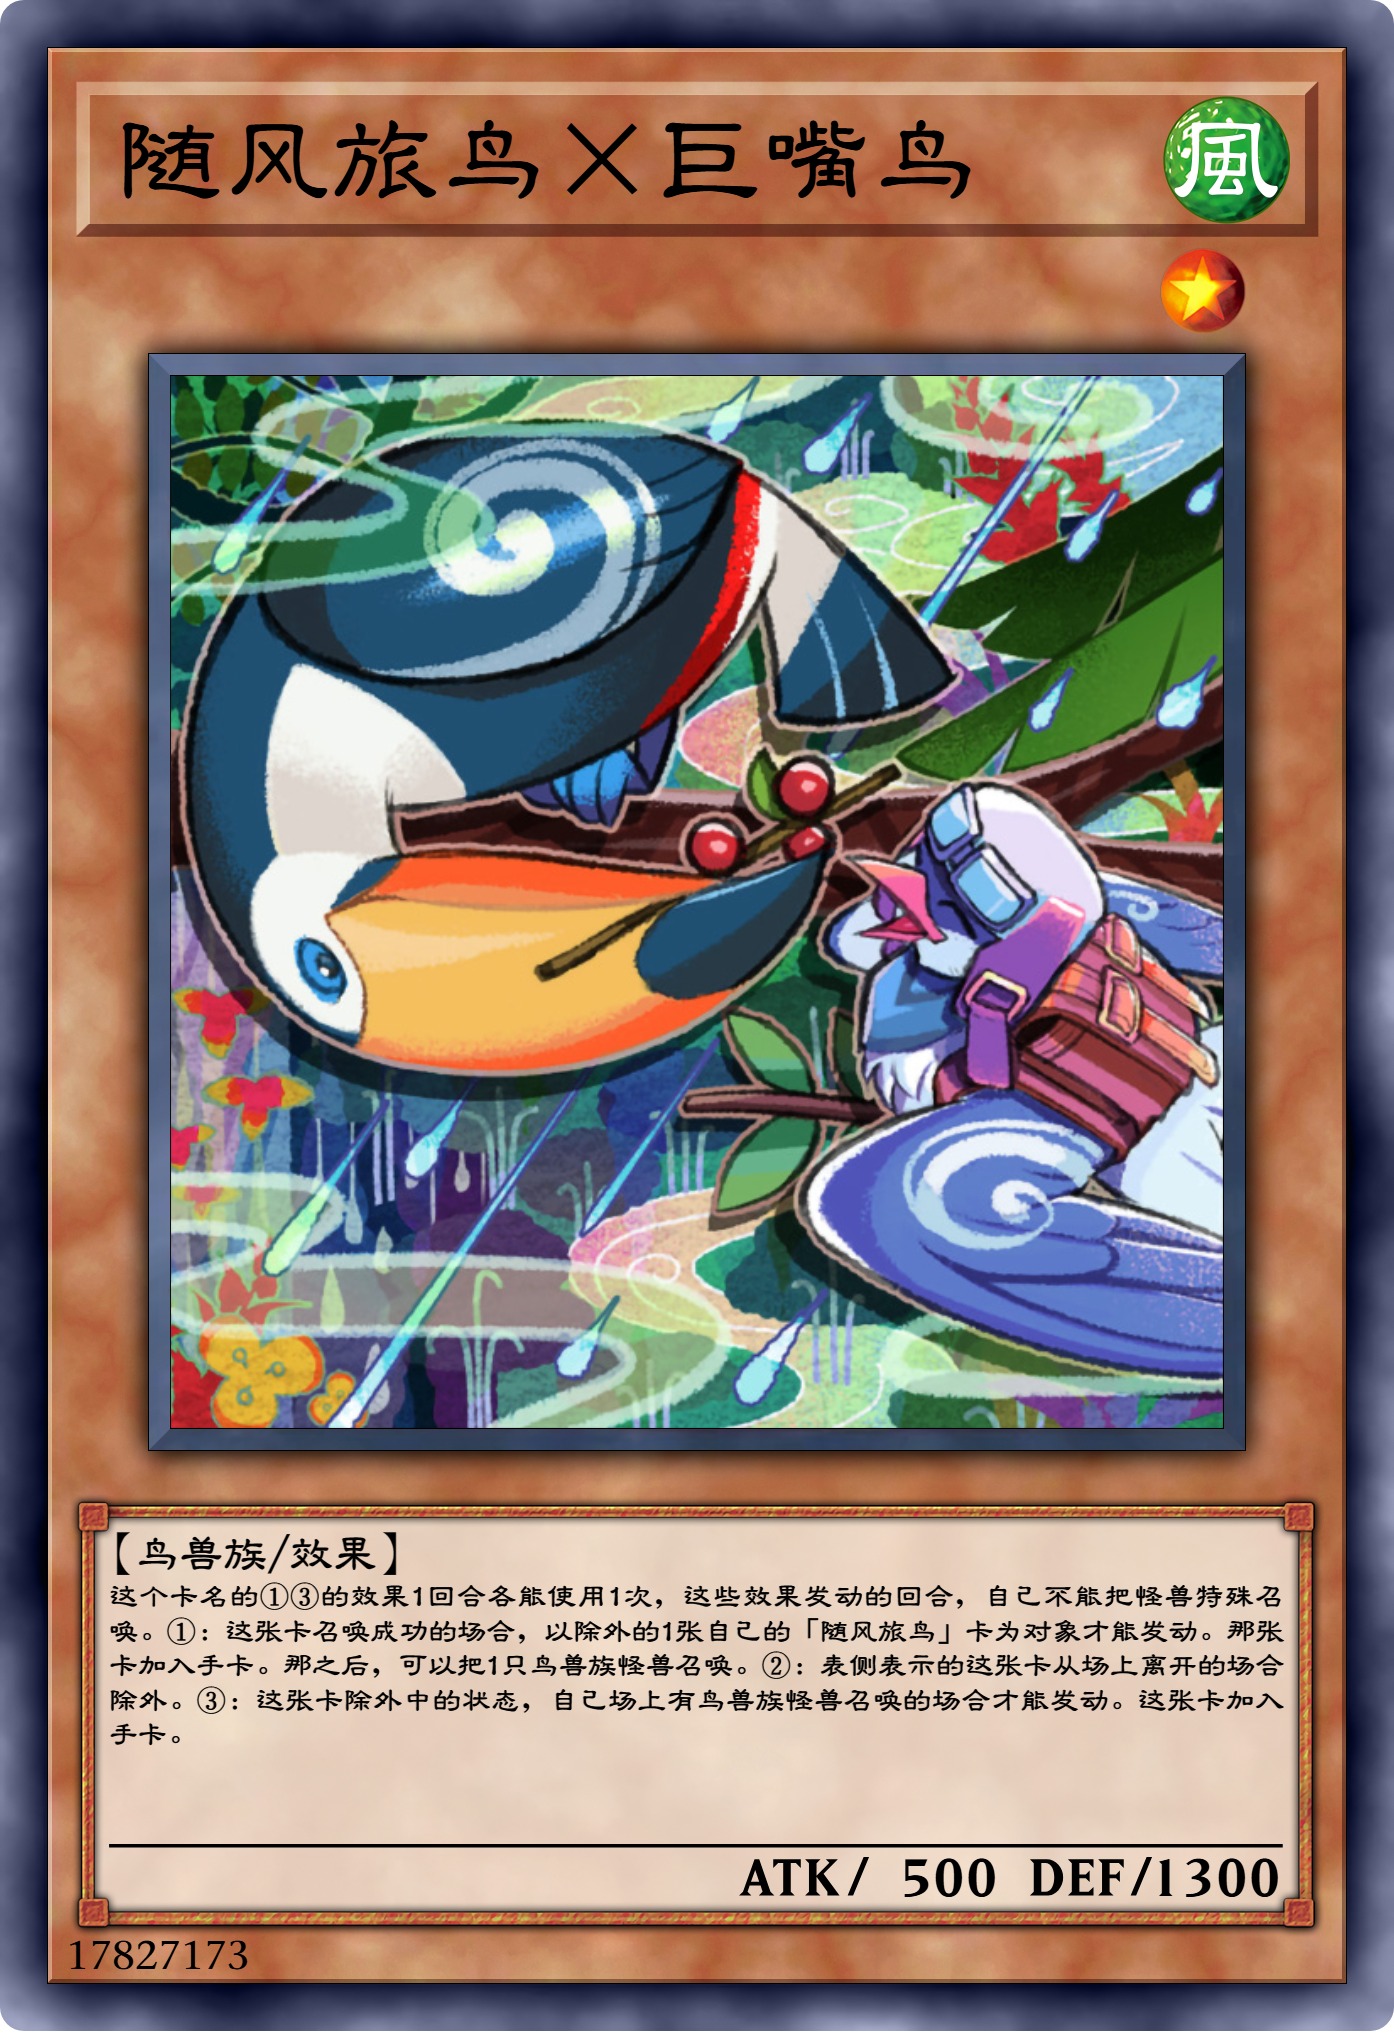 随风旅鸟×巨嘴鸟
風
【鸟兽族/效果】
这个卡名的①③的效果1回合各能使用1次，这些效果发动的回合，自己不能把怪兽特殊召
唤。①：这张卡召唤成功的场合，以除外的1张自己的「随风旅鸟」卡为对象才能发动。那张
卡加入手卡。那之后，可以把1只鸟兽族怪兽召唤。②：表侧表示的这张卡从场上离开的场合
除外。③：这张卡除外中的状态，自己场上有鸟兽族怪兽召唤的场合才能发动。这张卡加入
手卡。
ATK/ 500 DEF/1300
17827173